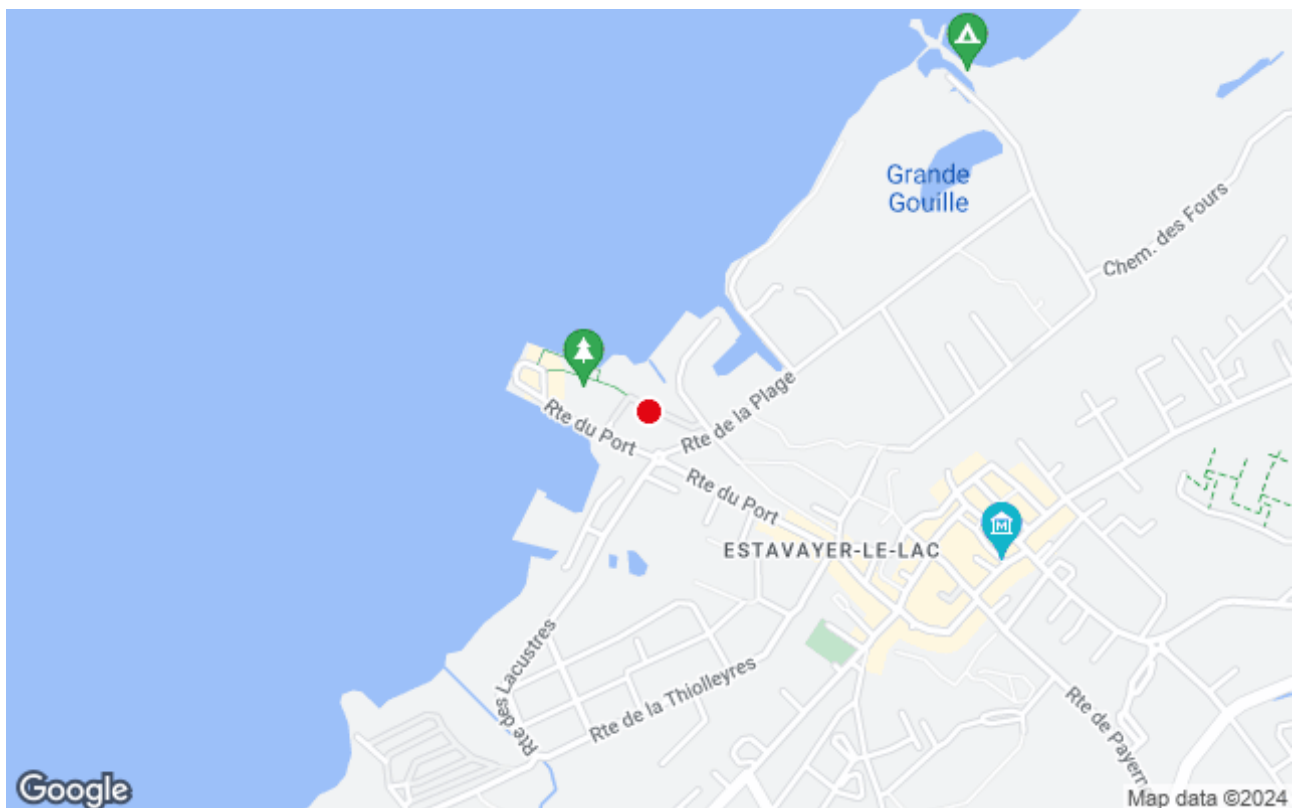 Grande
Gouille
Chem. des Fours
Rte de la Plage
Rte du Port
Rte du Port
ESTAVAYER-LE-LAC
Rte des Lacustres
Rte de la Thiolleyres
Rte de Payern
M
Google
Map data ©2024